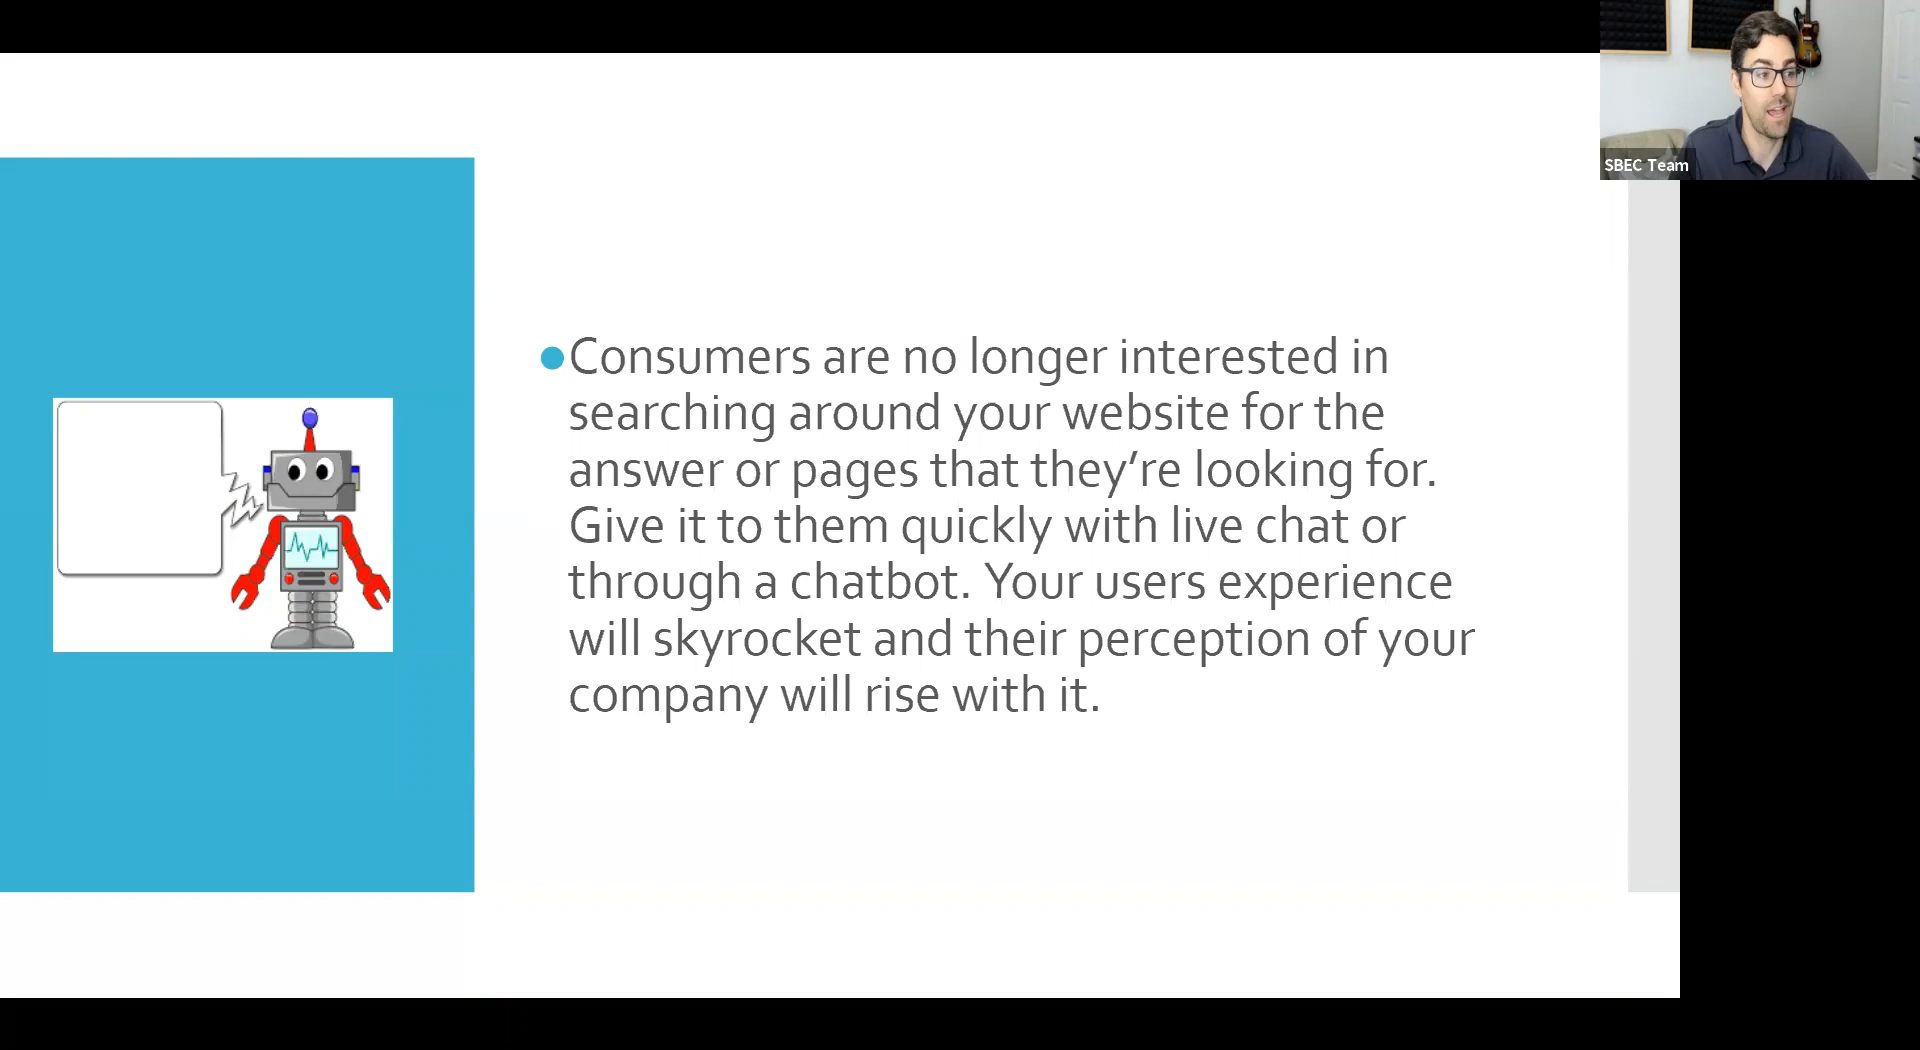 SBEC Team
•Consumers are no longer interested in
searching around your website for the
answer or pages that they’re looking for.
Give it to them quickly with live chat or
through a chatbot. Your users experience
will skyrocket and their perception of your
company will rise with it.